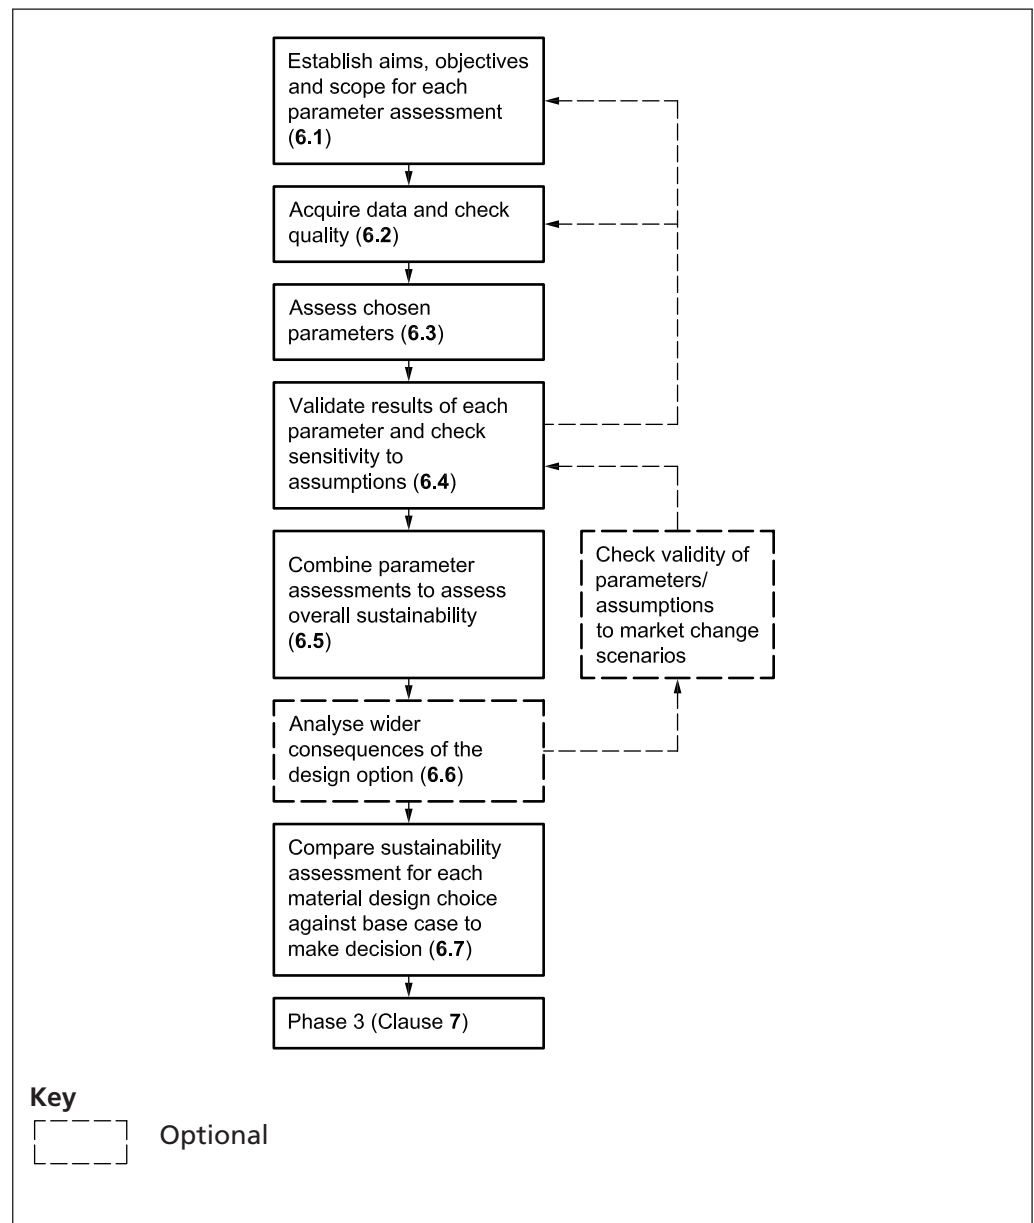 Establish aims, objectives
and scope for each
parameter assessment
(6.1)
Acquire data and check
quality (6.2)
Assess chosen
parameters (6.3)
Validate results of each
parameter and check
sensitivity to
assumptions (6.4)
Combine parameter
assessments to assess
overall sustainability
(6.5)
Check validity of
parameters/
assumptions
to market change
scenarios
Analyse wider
consequences of the
design option (6.6)
Compare sustainability
assessment for each
material design choice
against base case to
make decision (6.7)
Phase 3 (Clause 7)
Key
Optional